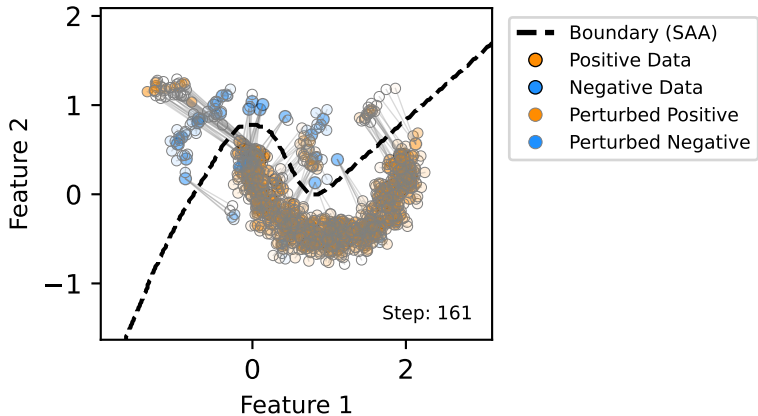 2
1
0
−1
Feature 2
0
2
Feature 1
Step: 161
Boundary (SAA)
Positive Data
Negative Data
Perturbed Positive
Perturbed Negative